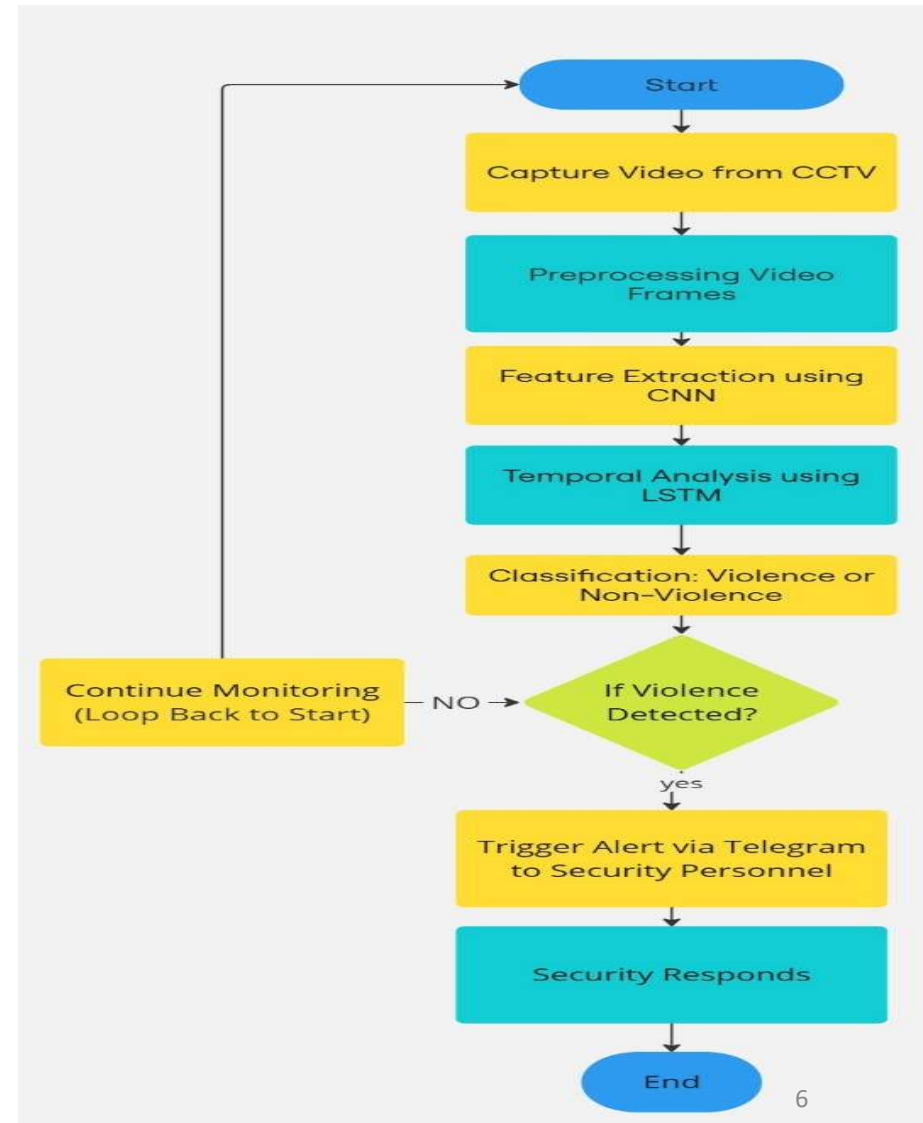 Start
Capture Video from CCTV
Preprocessing Video
Frames
Feature Extraction using
CNN
Temporal Analysis using
LSTM
Classification: Violence or
Non-Violence
Continue Monitoring
(Loop Back to Start)
NO
If Violence
Detected?
yes
Trigger Alert via Telegram
to Security Personnel
Security Responds
End
6